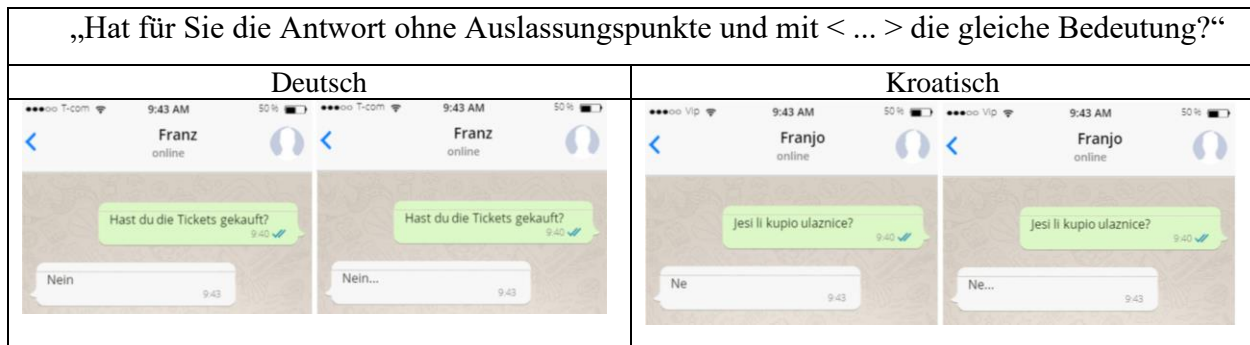 „Hat für Sie die Antwort ohne Auslassungspunkte und mit < ... > die gleiche Bedeutung?“
Deutsch
T-com 9:43 AM 50 %
Franz
online
Hast du die Tickets gekauft?
9:40
Nein
9:43
T-com 9:43 AM 50 %
Franz
online
Hast du die Tickets gekauft?
9:40
Nein...
9:43
Kroatisch
Vip 9:43 AM 50 %
Franjo
online
Jesi li kupio ulaznice?
9:40
Ne
9:43
Vip 9:43 AM 50 %
Franjo
online
Jesi li kupio ulaznice?
9:40
Ne...
9:43